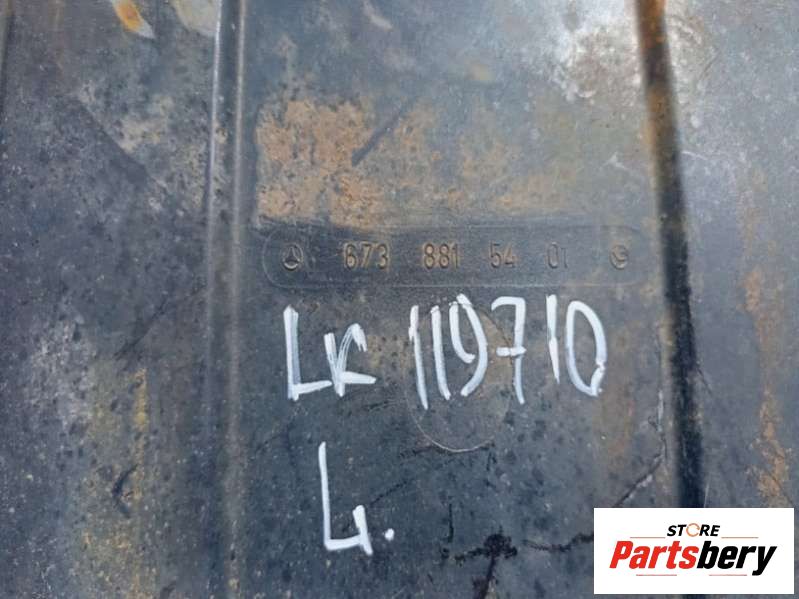 673 881 54 01
LK 119710
L.
STORE
Partsbery